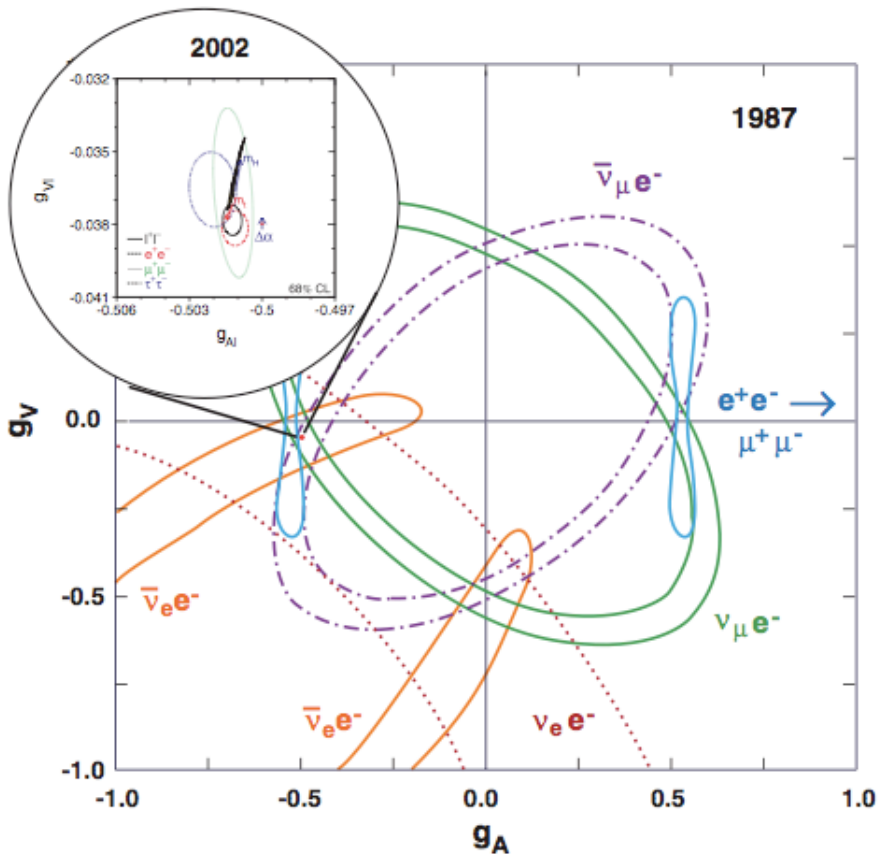 2002
-0.032
-0.035
-0.038
-0.041
g_Vl
m_H
m_t
Δα
l⁺l⁻
e⁺e⁻
μ⁺μ⁻
τ⁺τ⁻
68% CL
-0.506 -0.503 -0.5 -0.497
g_Al
1987
ν̄_μ e⁻
e⁺e⁻ →
μ⁺μ⁻
0.0
g_V
-0.5
ν̄_e e⁻
ν_μ e⁻
ν̄_e e⁻
ν_e e⁻
-1.0
-1.0 -0.5 0.0 0.5 1.0
g_A